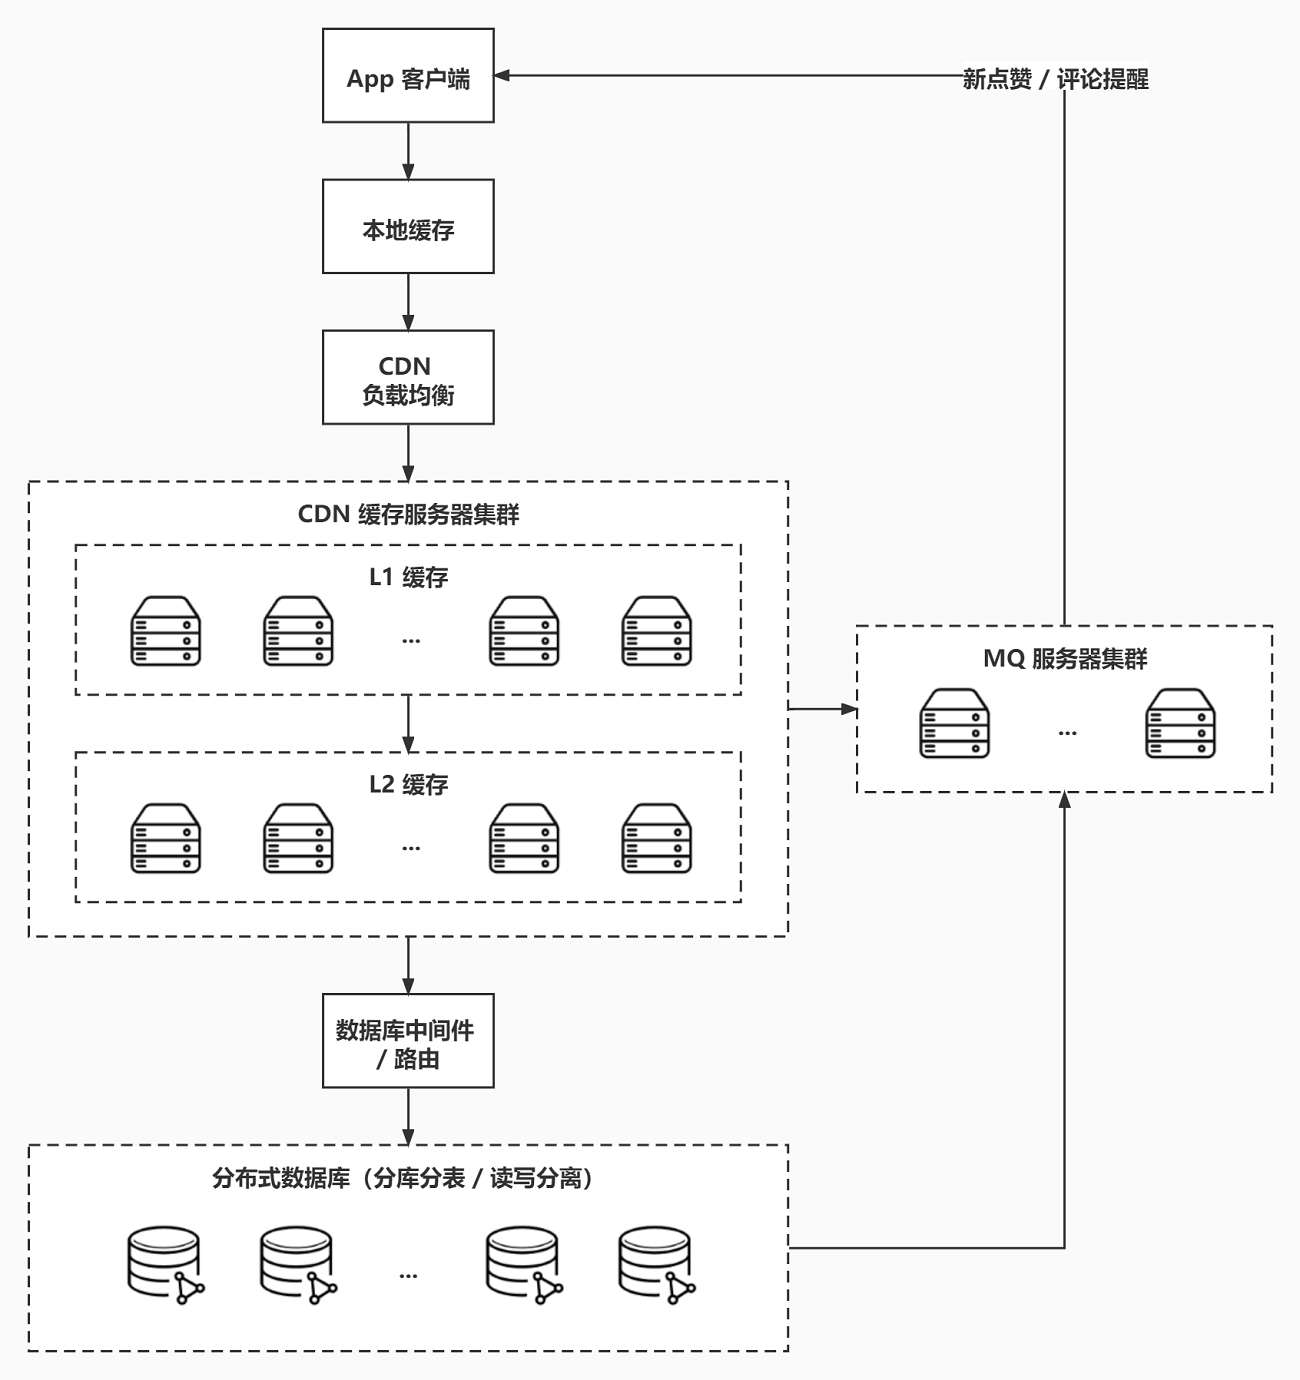 App 客户端
新点赞 / 评论提醒
本地缓存
CDN
负载均衡
CDN 缓存服务器集群
L1 缓存
...
L2 缓存
...
MQ 服务器集群
...
数据库中间件
/ 路由
分布式数据库（分库分表 / 读写分离）
...